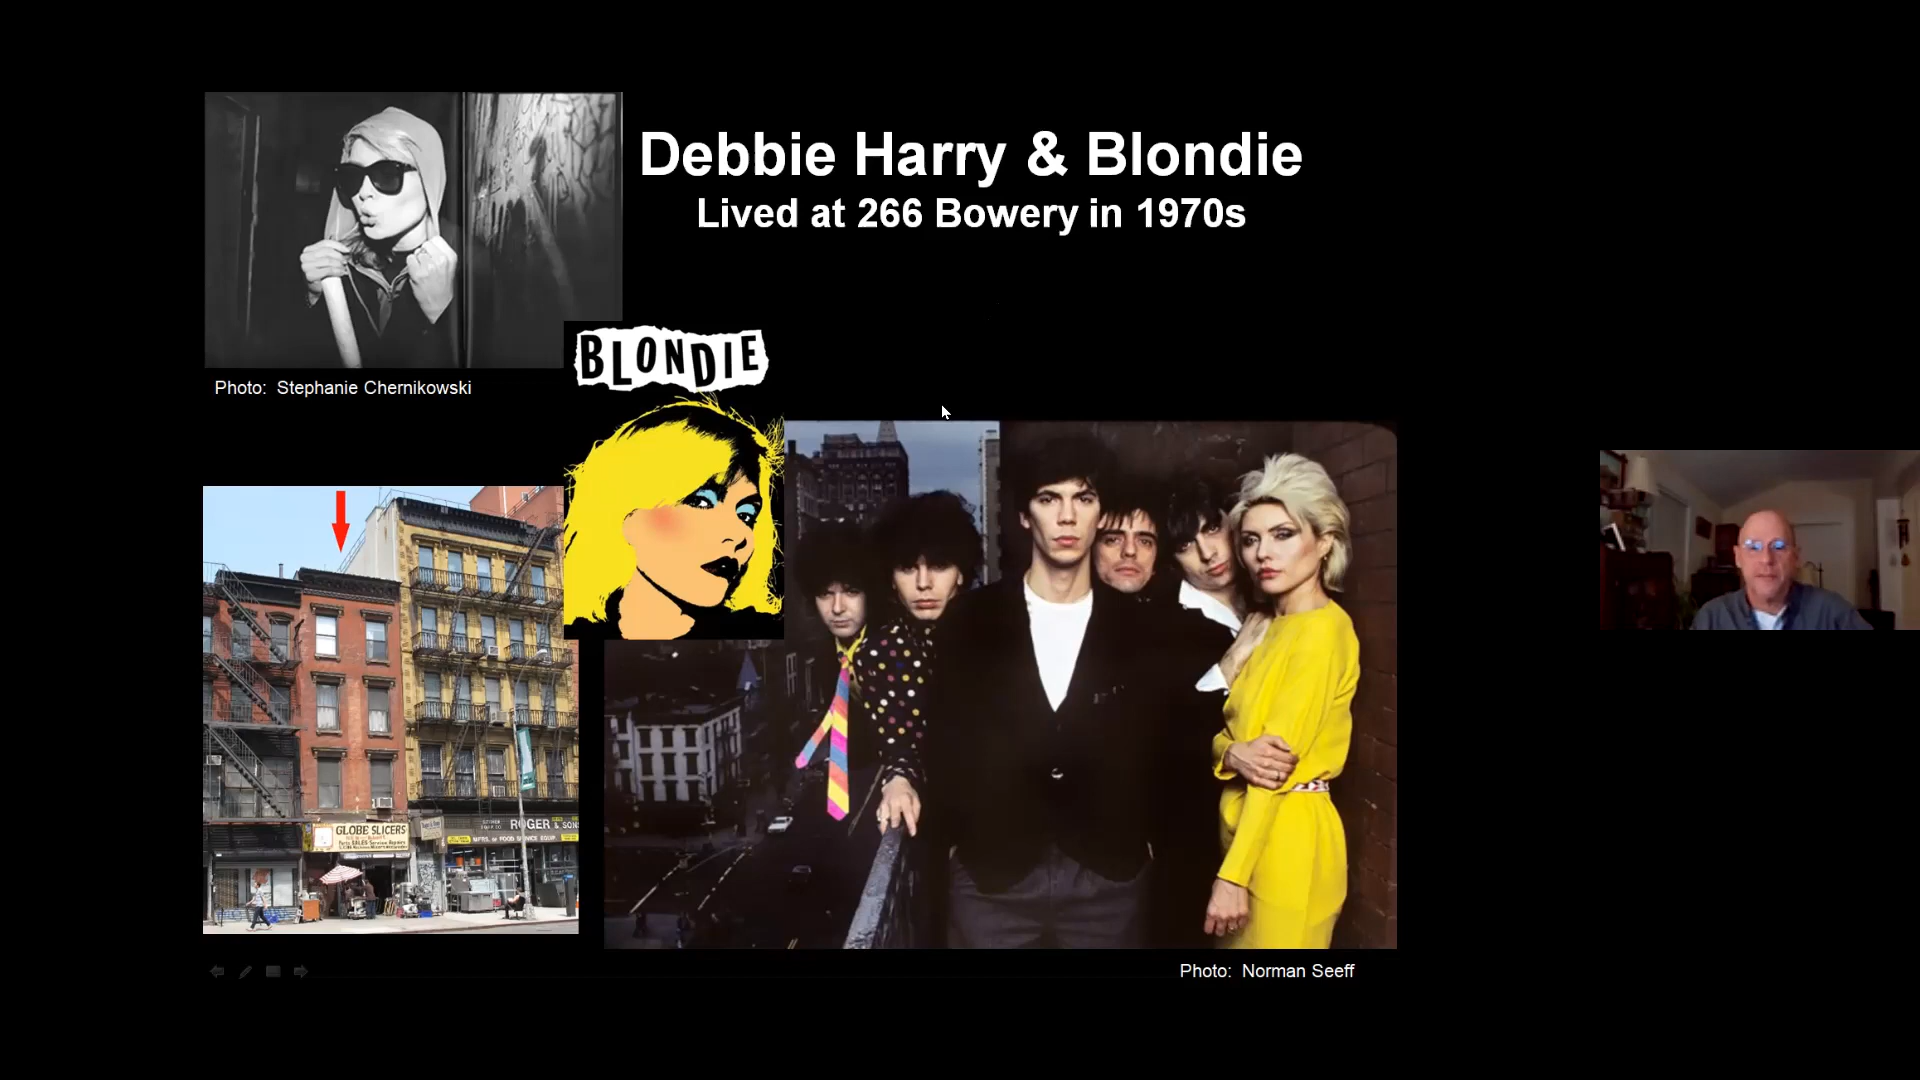 Debbie Harry & Blondie
Lived at 266 Bowery in 1970s
Photo: Stephanie Chernikowski
BLONDIE
GLOBE SLICERS
ROGER & SONS
Photo: Norman Seeff